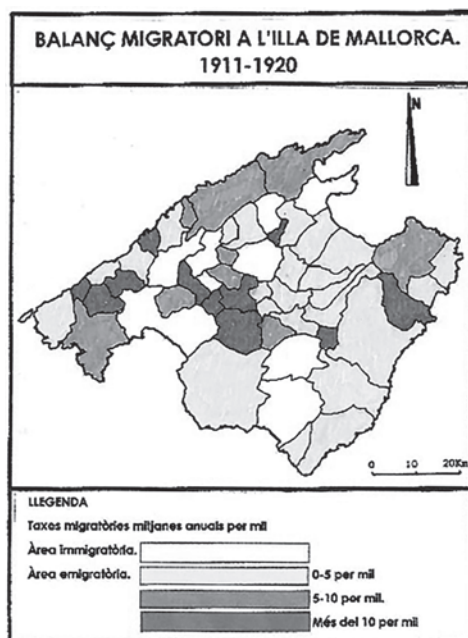 BALANÇ MIGRATORI A L'ILLA DE MALLORCA.
1911-1920
N
0 10 20Km
LLEGENDA
Taxes migratòries mitjanes anuals per mil
Àrea immigratòria.
Àrea emigratòria. 0-5 per mil
5-10 per mil.
Més del 10 per mil